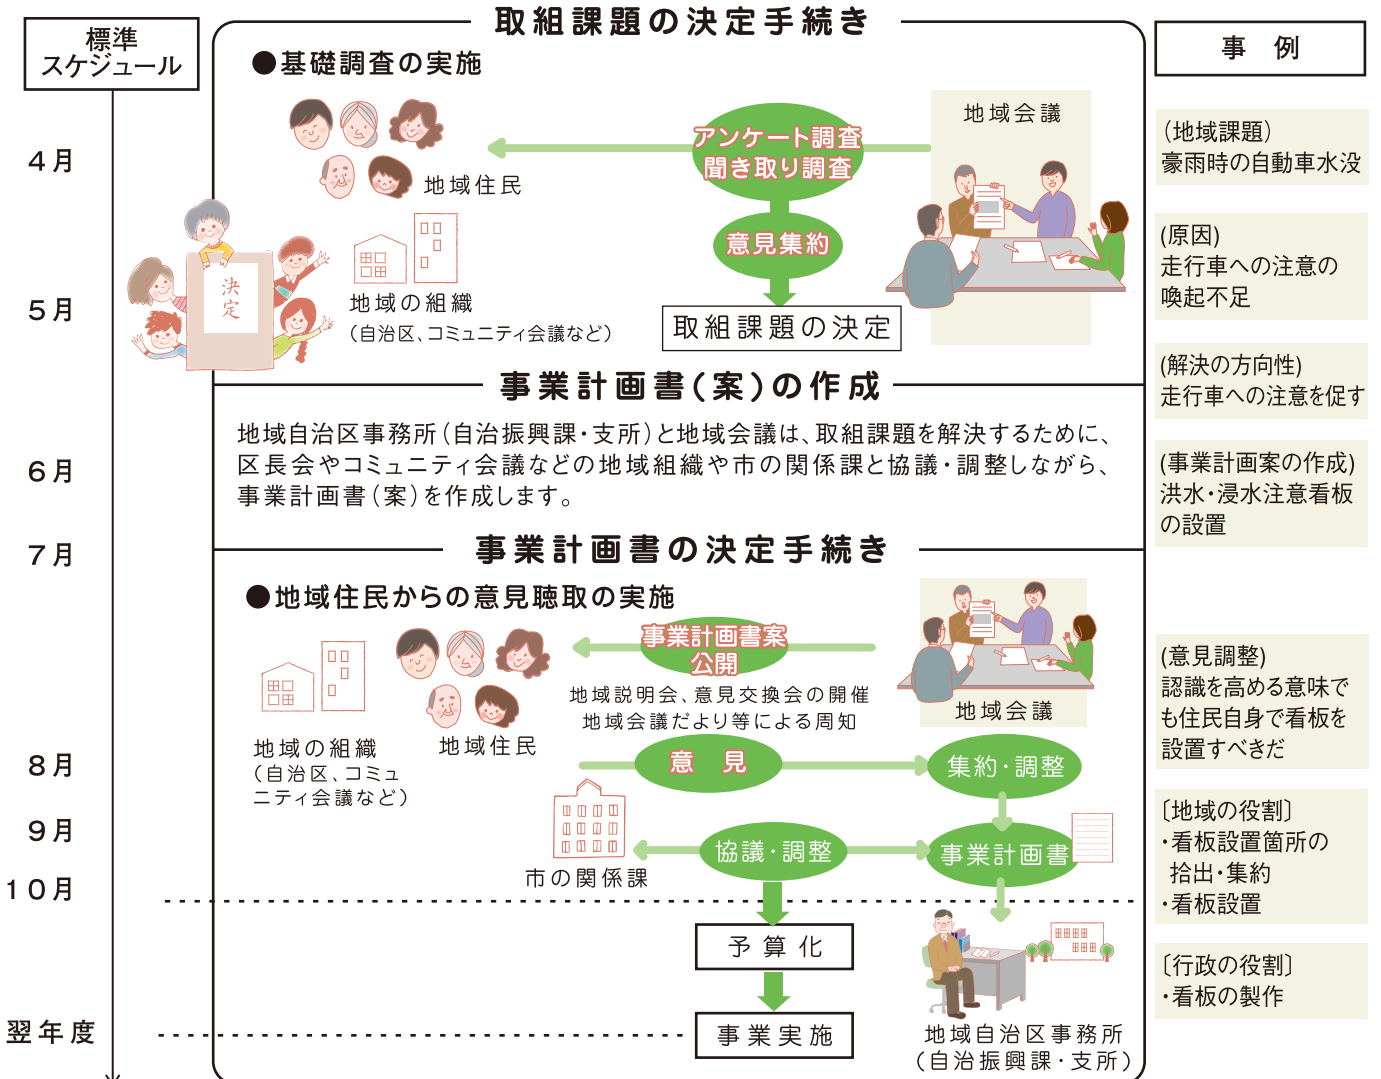 標準
スケジュール
4月
5月
6月
7月
8月
9月
10月
翌年度
取組課題の決定手続き
●基礎調査の実施
地域住民
アンケート調査
聞き取り調査
意見集約
取組課題の決定
地域会議
決定
地域の組織
(自治区、コミュニティ会議など)
事業計画書(案)の作成
地域自治区事務所(自治振興課・支所)と地域会議は、取組課題を解決するために、
区長会やコミュニティ会議などの地域組織や市の関係課と協議・調整しながら、
事業計画書(案)を作成します。
事業計画書の決定手続き
●地域住民からの意見聴取の実施
事業計画書案
公開
地域説明会、意見交換会の開催
地域会議だより等による周知
地域会議
地域の組織
(自治区、コミュ
ニティ会議など)
地域住民
意 見
集約・調整
市の関係課
協議・調整
事業計画書
予算化
事業実施
地域自治区事務所
(自治振興課・支所)
事 例
(地域課題)
豪雨時の自動車水没
(原因)
走行車への注意の
喚起不足
(解決の方向性)
走行車への注意を促す
(事業計画案の作成)
洪水・浸水注意看板
の設置
(意見調整)
認識を高める意味で
も住民自身で看板を
設置すべきだ
〔地域の役割〕
・看板設置箇所の
拾出・集約
・看板設置
〔行政の役割〕
・看板の製作